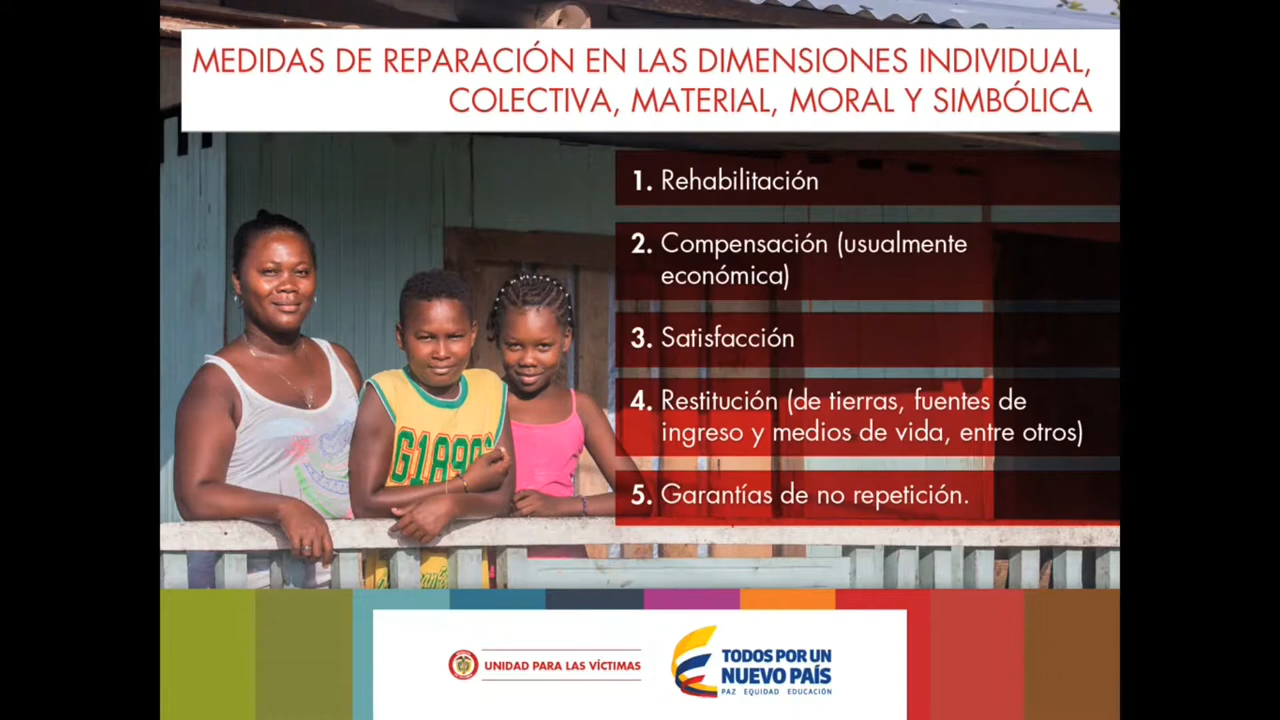 MEDIDAS DE REPARACIÓN EN LAS DIMENSIONES INDIVIDUAL,
COLECTIVA, MATERIAL, MORAL Y SIMBÓLICA
1. Rehabilitación
2. Compensación (usualmente
económica)
3. Satisfacción
4. Restitución (de tierras, fuentes de
ingreso y medios de vida, entre otros)
5. Garantías de no repetición.
UNIDAD PARA LAS VÍCTIMAS
TODOS POR UN
NUEVO PAÍS
PAZ EQUIDAD EDUCACIÓN